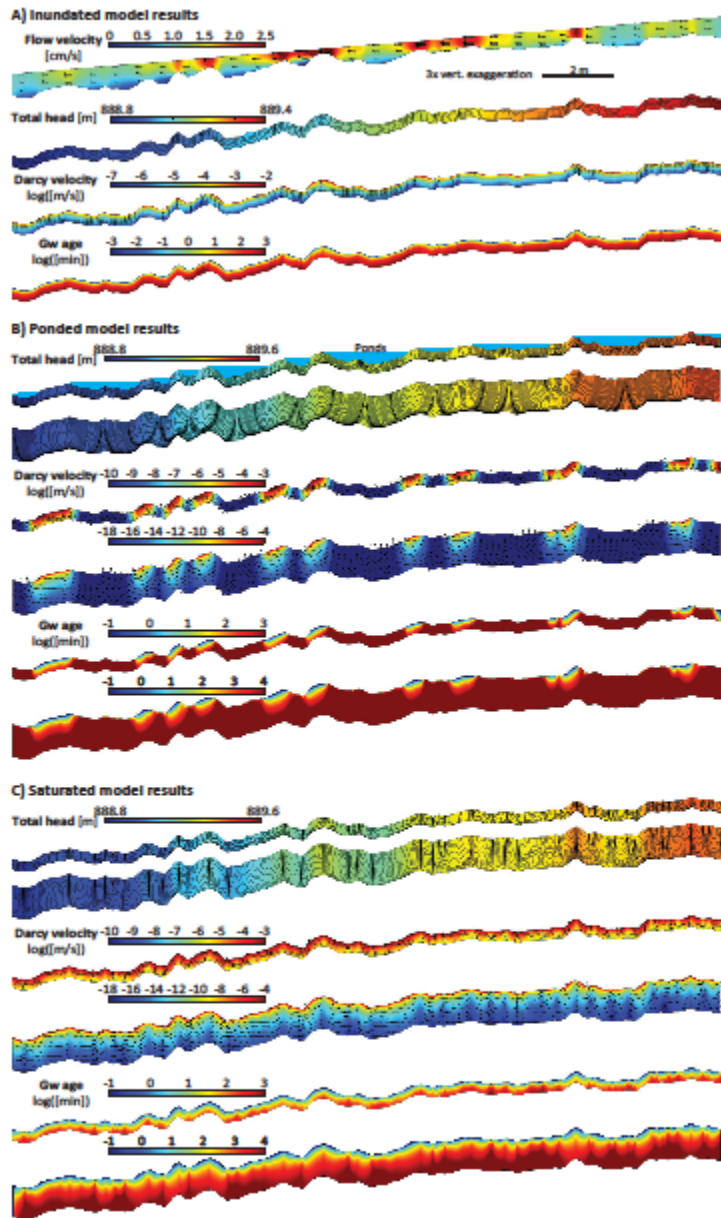 A) Inundated model results
Flow velocity 0 0.5 1.0 1.5 2.0 2.5
[cm/s]
3x vert. exaggeration 2 m
888.8 889.4
Total head [m]
Darcy velocity -7 -6 -5 -4 -3 -2
log([m/s])
Gw age -3 -2 -1 0 1 2 3
log([min])
B) Ponded model results
Total head [m] 888.8 889.6 Ponds
Darcy velocity -10 -9 -8 -7 -6 -5 -4 -3
log([m/s])
-18 -16 -14 -12 -10 -8 -6 -4
Gw age -1 0 1 2 3
log([min])
-1 0 1 2 3 4
C) Saturated model results
888.8 889.6
Total head [m]
Darcy velocity -10 -9 -8 -7 -6 -5 -4 -3
log([m/s])
-18 -16 -14 -12 -10 -8 -6 -4
Gw age -1 0 1 2 3
log([min])
-1 0 1 2 3 4